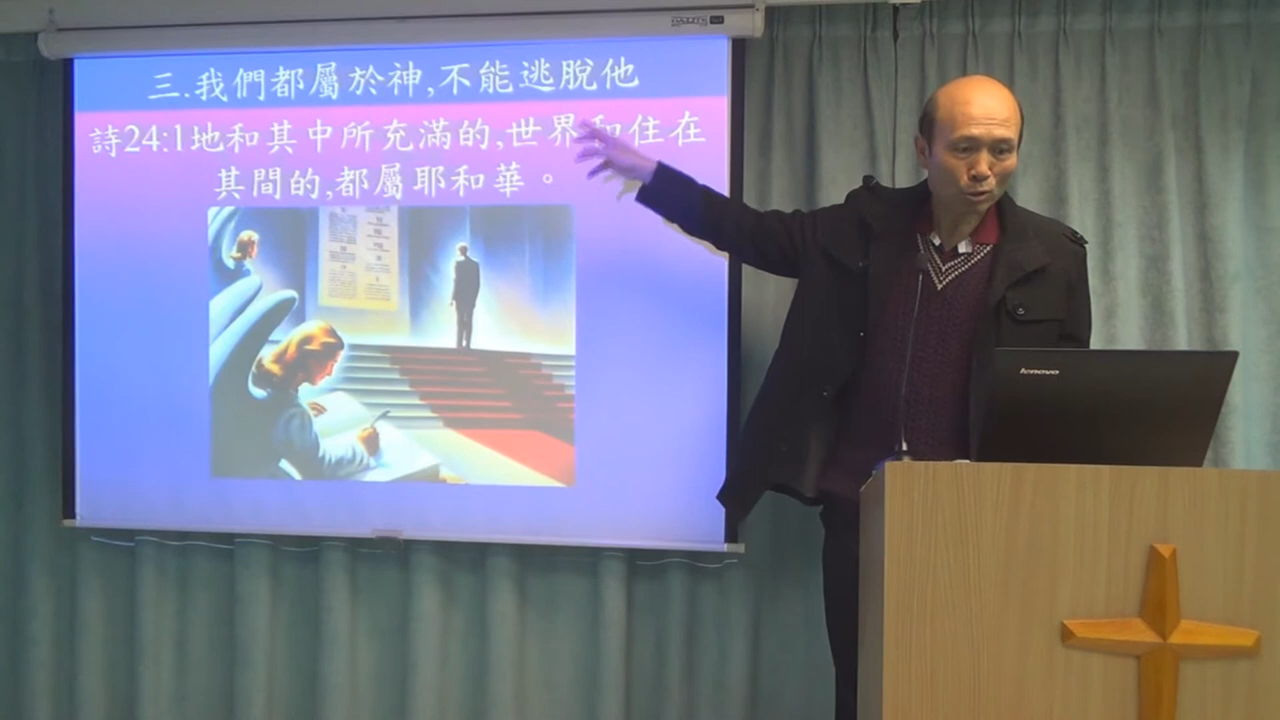 三.我們都屬於神,不能逃脫他
詩24:1地和其中所充滿的,世界和住在
其間的,都屬耶和華。
lenovo